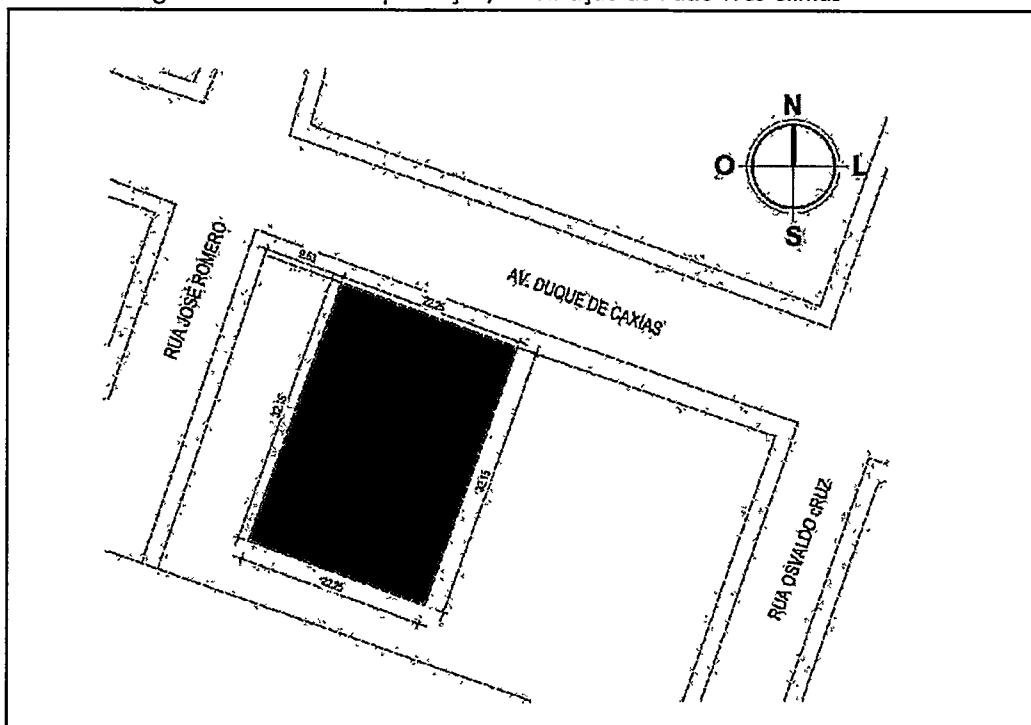 N
O
L
S
RUA JOSÉ ROMERO
AV. DUQUE DE CAXIAS
22.25
32.15
32.15
22.25
RUA OSVALDO CRUZ